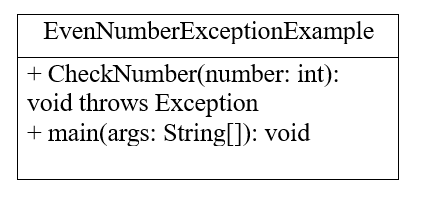 EvenNumberExceptionExample
+ CheckNumber(number: int):
void throws Exception
+ main(args: String[]): void